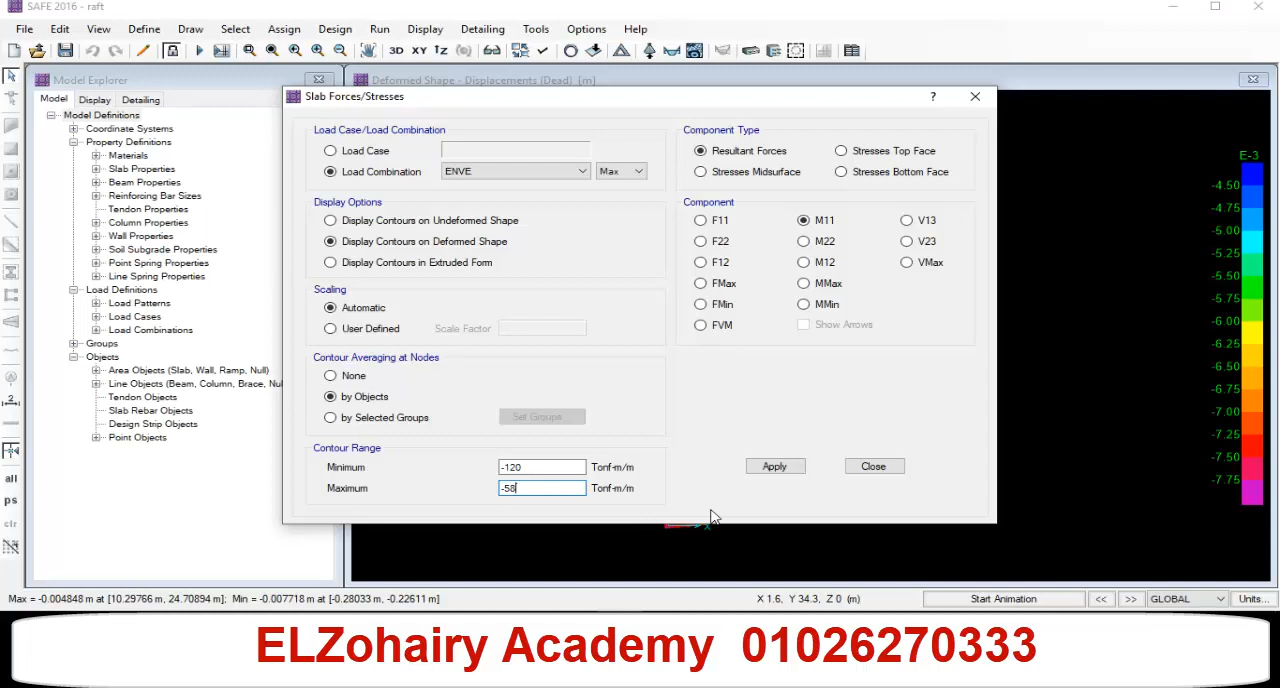 SAFE 2016 - raft
File Edit View Define Draw Select Assign Design Run Display Detailing Tools Options Help
3D XY
Model Explorer
Deformed Shape - Displacements (Dead) [m]
Model Display Detailing
Model Definitions
Coordinate Systems
Property Definitions
Materials
Slab Properties
Beam Properties
Reinforcing Bar Sizes
Tendon Properties
Column Properties
Wall Properties
Soil Subgrade Properties
Point Spring Properties
Line Spring Properties
Load Definitions
Load Patterns
Load Cases
Load Combinations
Groups
Objects
Area Objects (Slab, Wall, Ramp, Null)
Line Objects (Beam, Column, Brace, Nul
Tendon Objects
Slab Rebar Objects
Design Strip Objects
Point Objects
all
ps
clr
Slab Forces/Stresses
?
Load Case/Load Combination
Load Case
Load Combination ENVE Max
Display Options
Display Contours on Undeformed Shape
Display Contours on Deformed Shape
Display Contours in Extruded Form
Scaling
Automatic
User Defined Scale Factor
Contour Averaging at Nodes
None
by Objects
by Selected Groups Set Groups
Contour Range
Minimum -120 Tonf-m/m
Maximum -58 Tonf-m/m
Component Type
Resultant Forces Stresses Top Face
Stresses Midsurface Stresses Bottom Face
Component
F11 M11 V13
F22 M22 V23
F12 M12 VMax
FMax MMax
FMin MMin
FVM Show Arrows
Apply Close
X
E-3
-4.50
-4.75
-5.00
-5.25
-5.50
-5.75
-6.00
-6.25
-6.50
-6.75
-7.00
-7.25
-7.50
-7.75
Max = -0.004848 m at [10.29766 m, 24.70894 m]; Min = -0.007718 m at [-0.28033 m, -0.22611 m]
X 1.6, Y 34.3, Z 0 (m)
Start Animation << >> GLOBAL Units...
ELZohairy Academy 01026270333